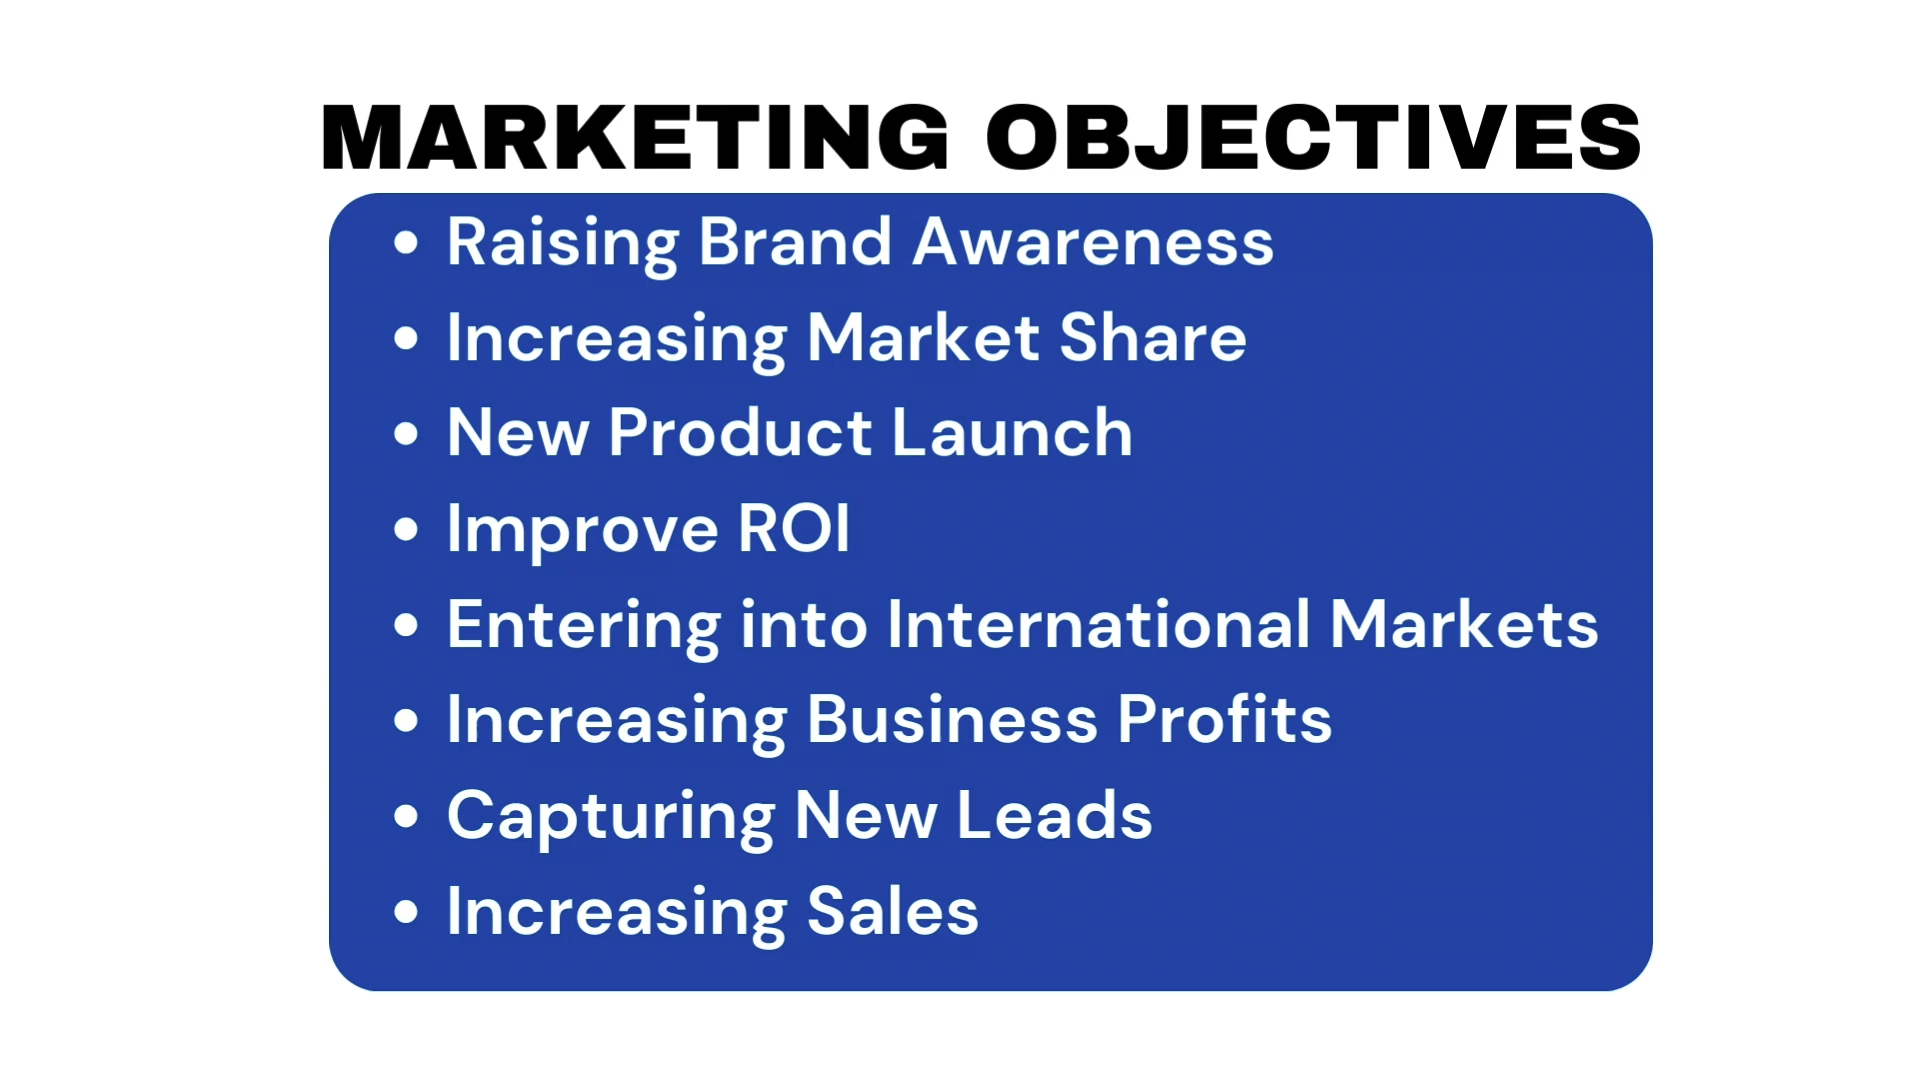 MARKETING OBJECTIVES
• Raising Brand Awareness
• Increasing Market Share
• New Product Launch
• Improve ROI
• Entering into International Markets
• Increasing Business Profits
• Capturing New Leads
• Increasing Sales